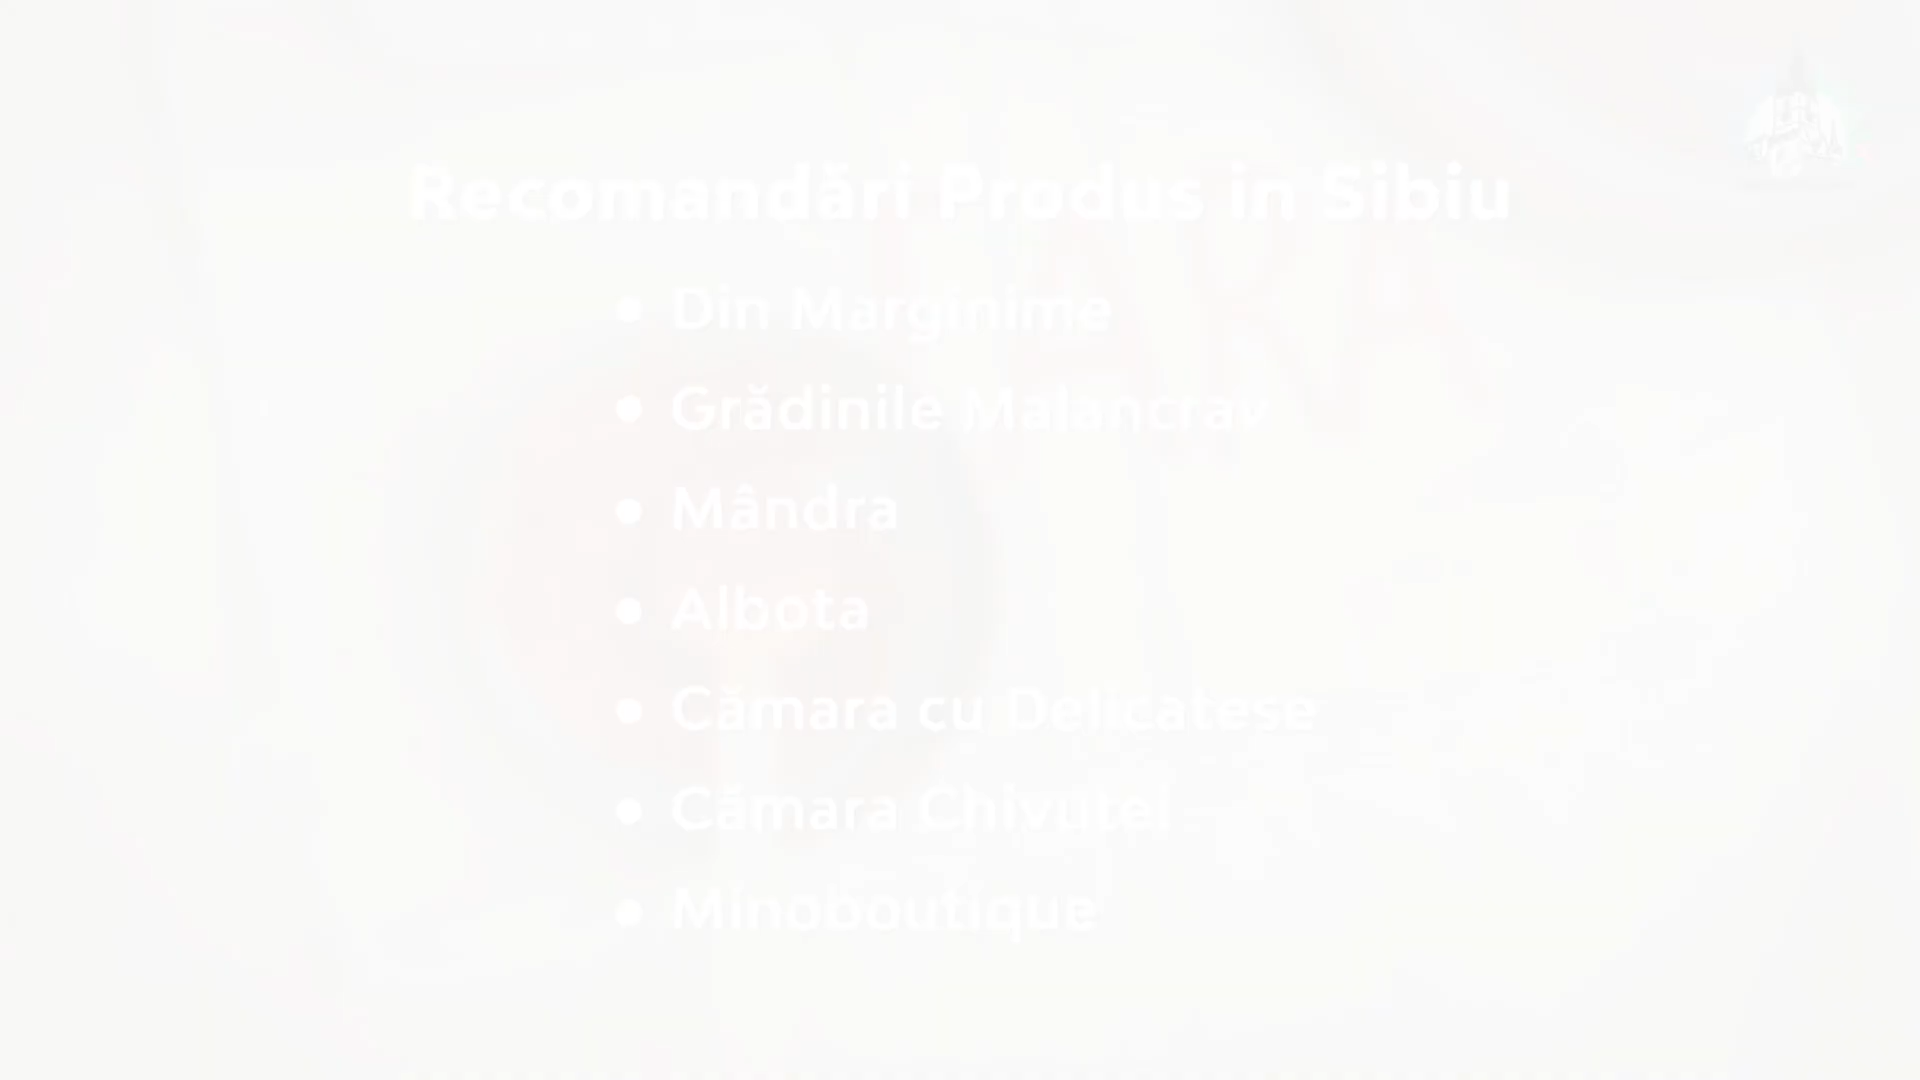 Recomandări Produs in Sibiu
• Din Marginime
• Grădinile Malancrav
• Mândra
• Albota
• Cămara cu Delicatese
• Cămara Chivutei
• Minoboutique